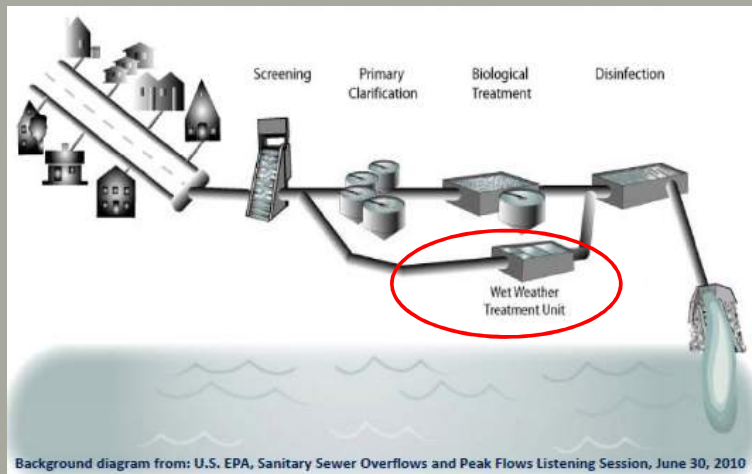 Screening
Primary
Clarification
Biological
Treatment
Disinfection
Wet Weather
Treatment Unit
Background diagram from: U.S. EPA, Sanitary Sewer Overflows and Peak Flows Listening Session, June 30, 2010